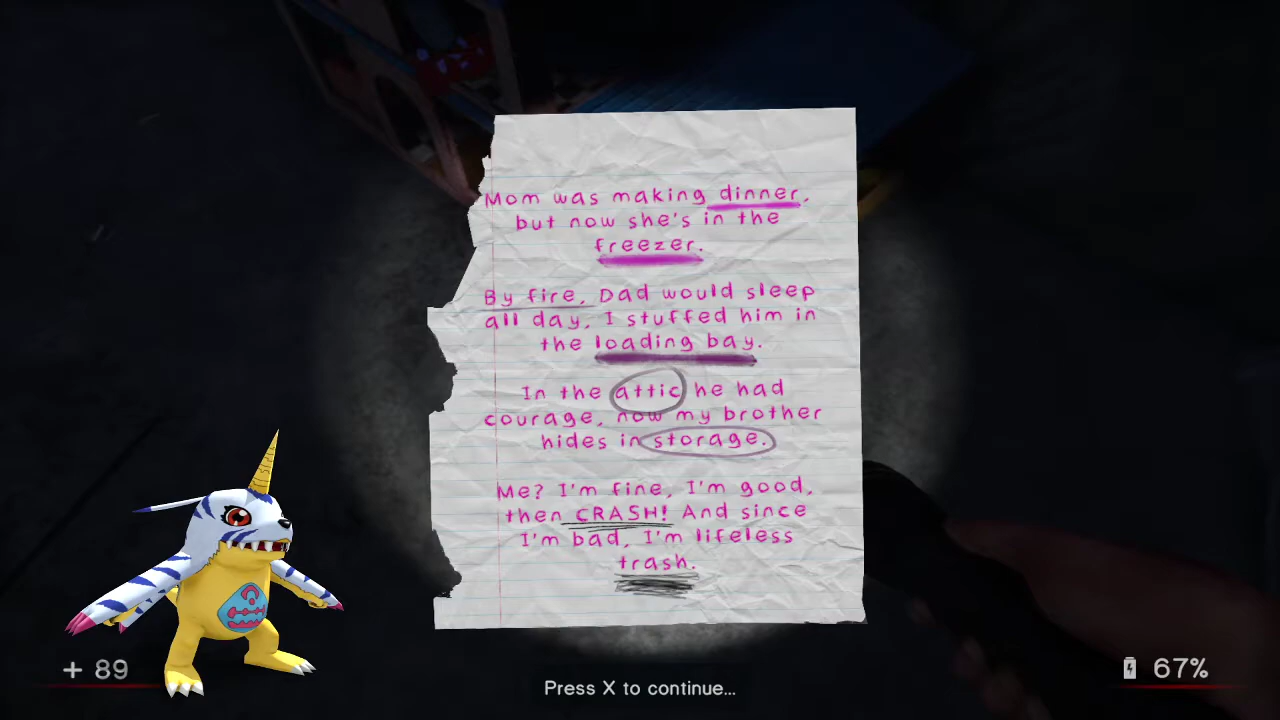 Mom was making dinner,
but now she's in the
freezer.
By fire, Dad would sleep
all day, I stuffed him in
the loading bay.
In the attic he had
courage, now my brother
hides in storage.
Me? I'm fine, I'm good,
then CRASH! And since
I'm bad, I'm lifeless
trash.
+ 89
67%
Press X to continue...